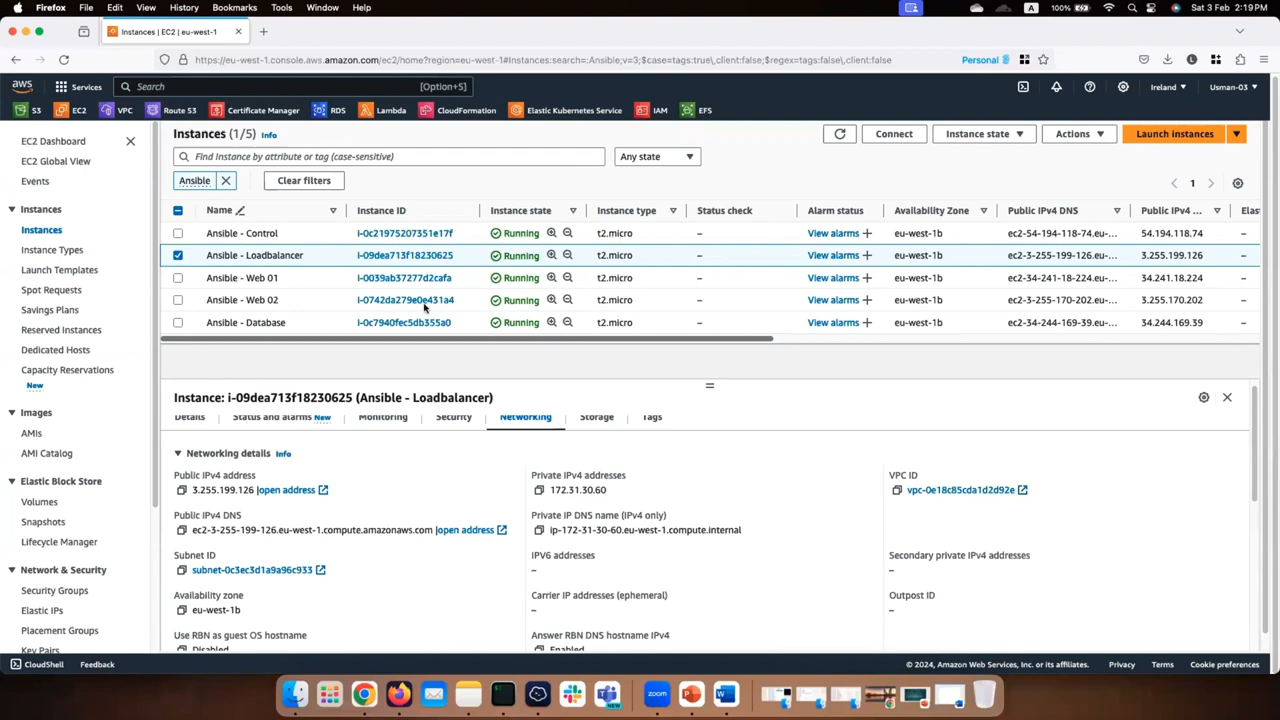 Firefox File Edit View History Bookmarks Tools Window Help A 100% Sat 3 Feb 2:19PM
Instances | EC2 | eu-west-1
https://eu-west-1.console.aws.amazon.com/ec2/home?region=eu-west-1#Instances:search=:Ansible;v=3;$case=tags:true\,client:false;$regex=tags:false\,client:false Personal
aws Services Search [Option+S] Ireland Usman-03
S3 EC2 VPC Route 53 Certificate Manager RDS Lambda CloudFormation Elastic Kubernetes Service IAM EFS
EC2 Dashboard
EC2 Global View
Events
Instances
Instances
Instance Types
Launch Templates
Spot Requests
Savings Plans
Reserved Instances
Dedicated Hosts
Capacity Reservations
New
Images
AMIs
AMI Catalog
Elastic Block Store
Volumes
Snapshots
Lifecycle Manager
Network & Security
Security Groups
Elastic IPs
Placement Groups
Key Pairs
Instances (1/5) Info
Connect Instance state Actions Launch instances
Find Instance by attribute or tag (case-sensitive) Any state
Ansible Clear filters
1
Name Instance ID Instance state Instance type Status check Alarm status Availability Zone Public IPv4 DNS Public IPv4 ... Elas
Ansible - Control i-0c21975207351e17f Running t2.micro – View alarms + eu-west-1b ec2-54-194-118-74.eu-... 54.194.118.74 –
Ansible - Loadbalancer i-09dea713f18230625 Running t2.micro – View alarms + eu-west-1b ec2-3-255-199-126.eu-... 3.255.199.126 –
Ansible - Web 01 i-0039ab37277d2cafa Running t2.micro – View alarms + eu-west-1b ec2-34-241-18-224.eu-... 34.241.18.224 –
Ansible - Web 02 i-0742da279e0e431a4 Running t2.micro – View alarms + eu-west-1b ec2-3-255-170-202.eu-... 3.255.170.202 –
Ansible - Database i-0c7940fec5db355a0 Running t2.micro – View alarms + eu-west-1b ec2-34-244-169-39.eu-... 34.244.169.39 –
Instance: i-09dea713f18230625 (Ansible - Loadbalancer)
Details Status and alarms New Monitoring Security Networking Storage Tags
Networking details Info
Public IPv4 address
3.255.199.126 |open address
Public IPv4 DNS
ec2-3-255-199-126.eu-west-1.compute.amazonaws.com |open address
Subnet ID
subnet-0c3ec3d1a9a96c933
Availability zone
eu-west-1b
Use RBN as guest OS hostname
Disabled
Private IPv4 addresses
172.31.30.60
Private IP DNS name (IPv4 only)
ip-172-31-30-60.eu-west-1.compute.internal
IPV6 addresses
–
Carrier IP addresses (ephemeral)
–
Answer RBN DNS hostname IPv4
Enabled
VPC ID
vpc-0e18c85cda1d2d92e
Secondary private IPv4 addresses
–
Outpost ID
–
CloudShell Feedback © 2024, Amazon Web Services, Inc. or its affiliates. Privacy Terms Cookie preferences
zoom